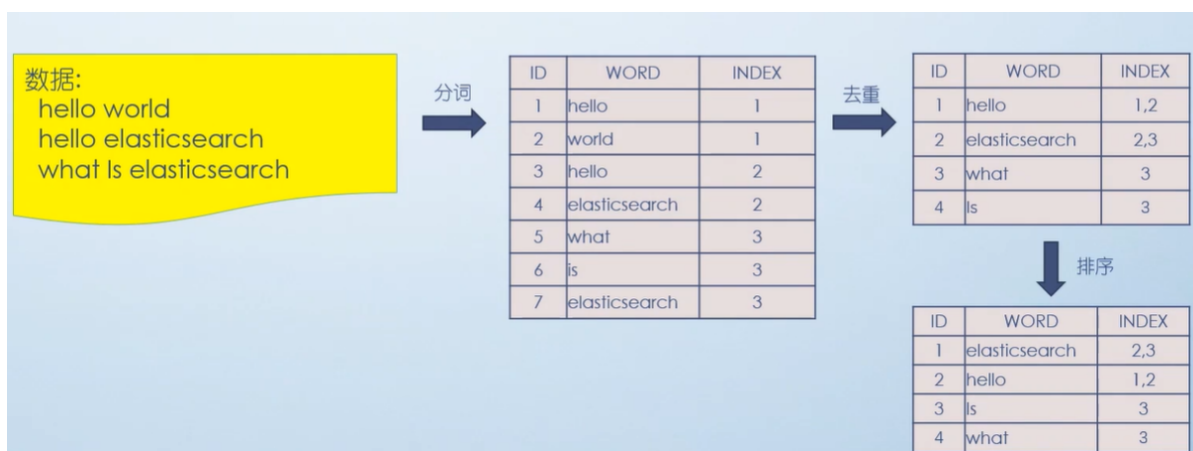 数据:
hello world
hello elasticsearch
what Is elasticsearch
分词
ID WORD INDEX
1 hello 1
2 world 1
3 hello 2
4 elasticsearch 2
5 what 3
6 is 3
7 elasticsearch 3
去重
ID WORD INDEX
1 hello 1,2
2 elasticsearch 2,3
3 what 3
4 Is 3
排序
ID WORD INDEX
1 elasticsearch 2,3
2 hello 1,2
3 Is 3
4 what 3